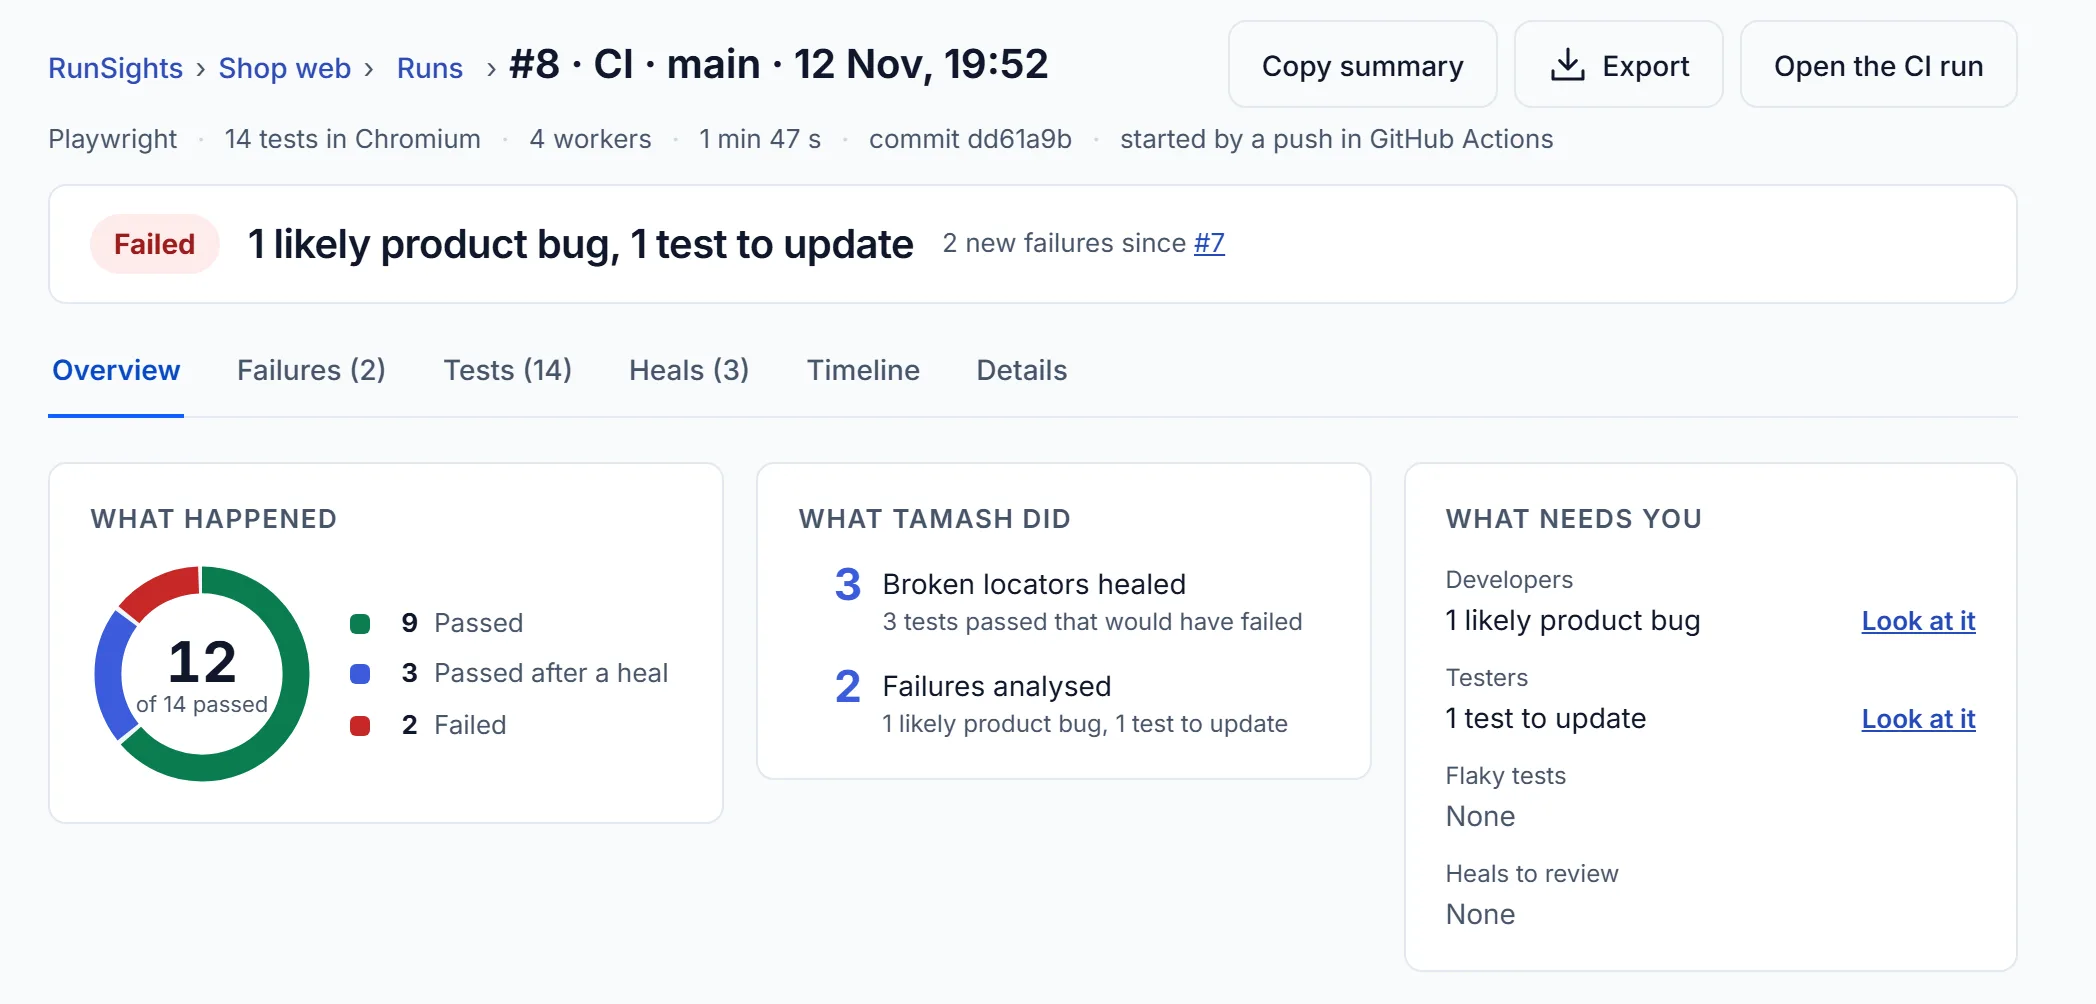 RunSights › Shop web › Runs › #8 · CI · main · 12 Nov, 19:52
Copy summary
Export
Open the CI run
Playwright · 14 tests in Chromium · 4 workers · 1 min 47 s · commit dd61a9b · started by a push in GitHub Actions
Failed 1 likely product bug, 1 test to update 2 new failures since #7
Overview Failures (2) Tests (14) Heals (3) Timeline Details
WHAT HAPPENED
12
of 14 passed
9 Passed
3 Passed after a heal
2 Failed
WHAT TAMASH DID
3 Broken locators healed
3 tests passed that would have failed
2 Failures analysed
1 likely product bug, 1 test to update
WHAT NEEDS YOU
Developers
1 likely product bug Look at it
Testers
1 test to update Look at it
Flaky tests
None
Heals to review
None